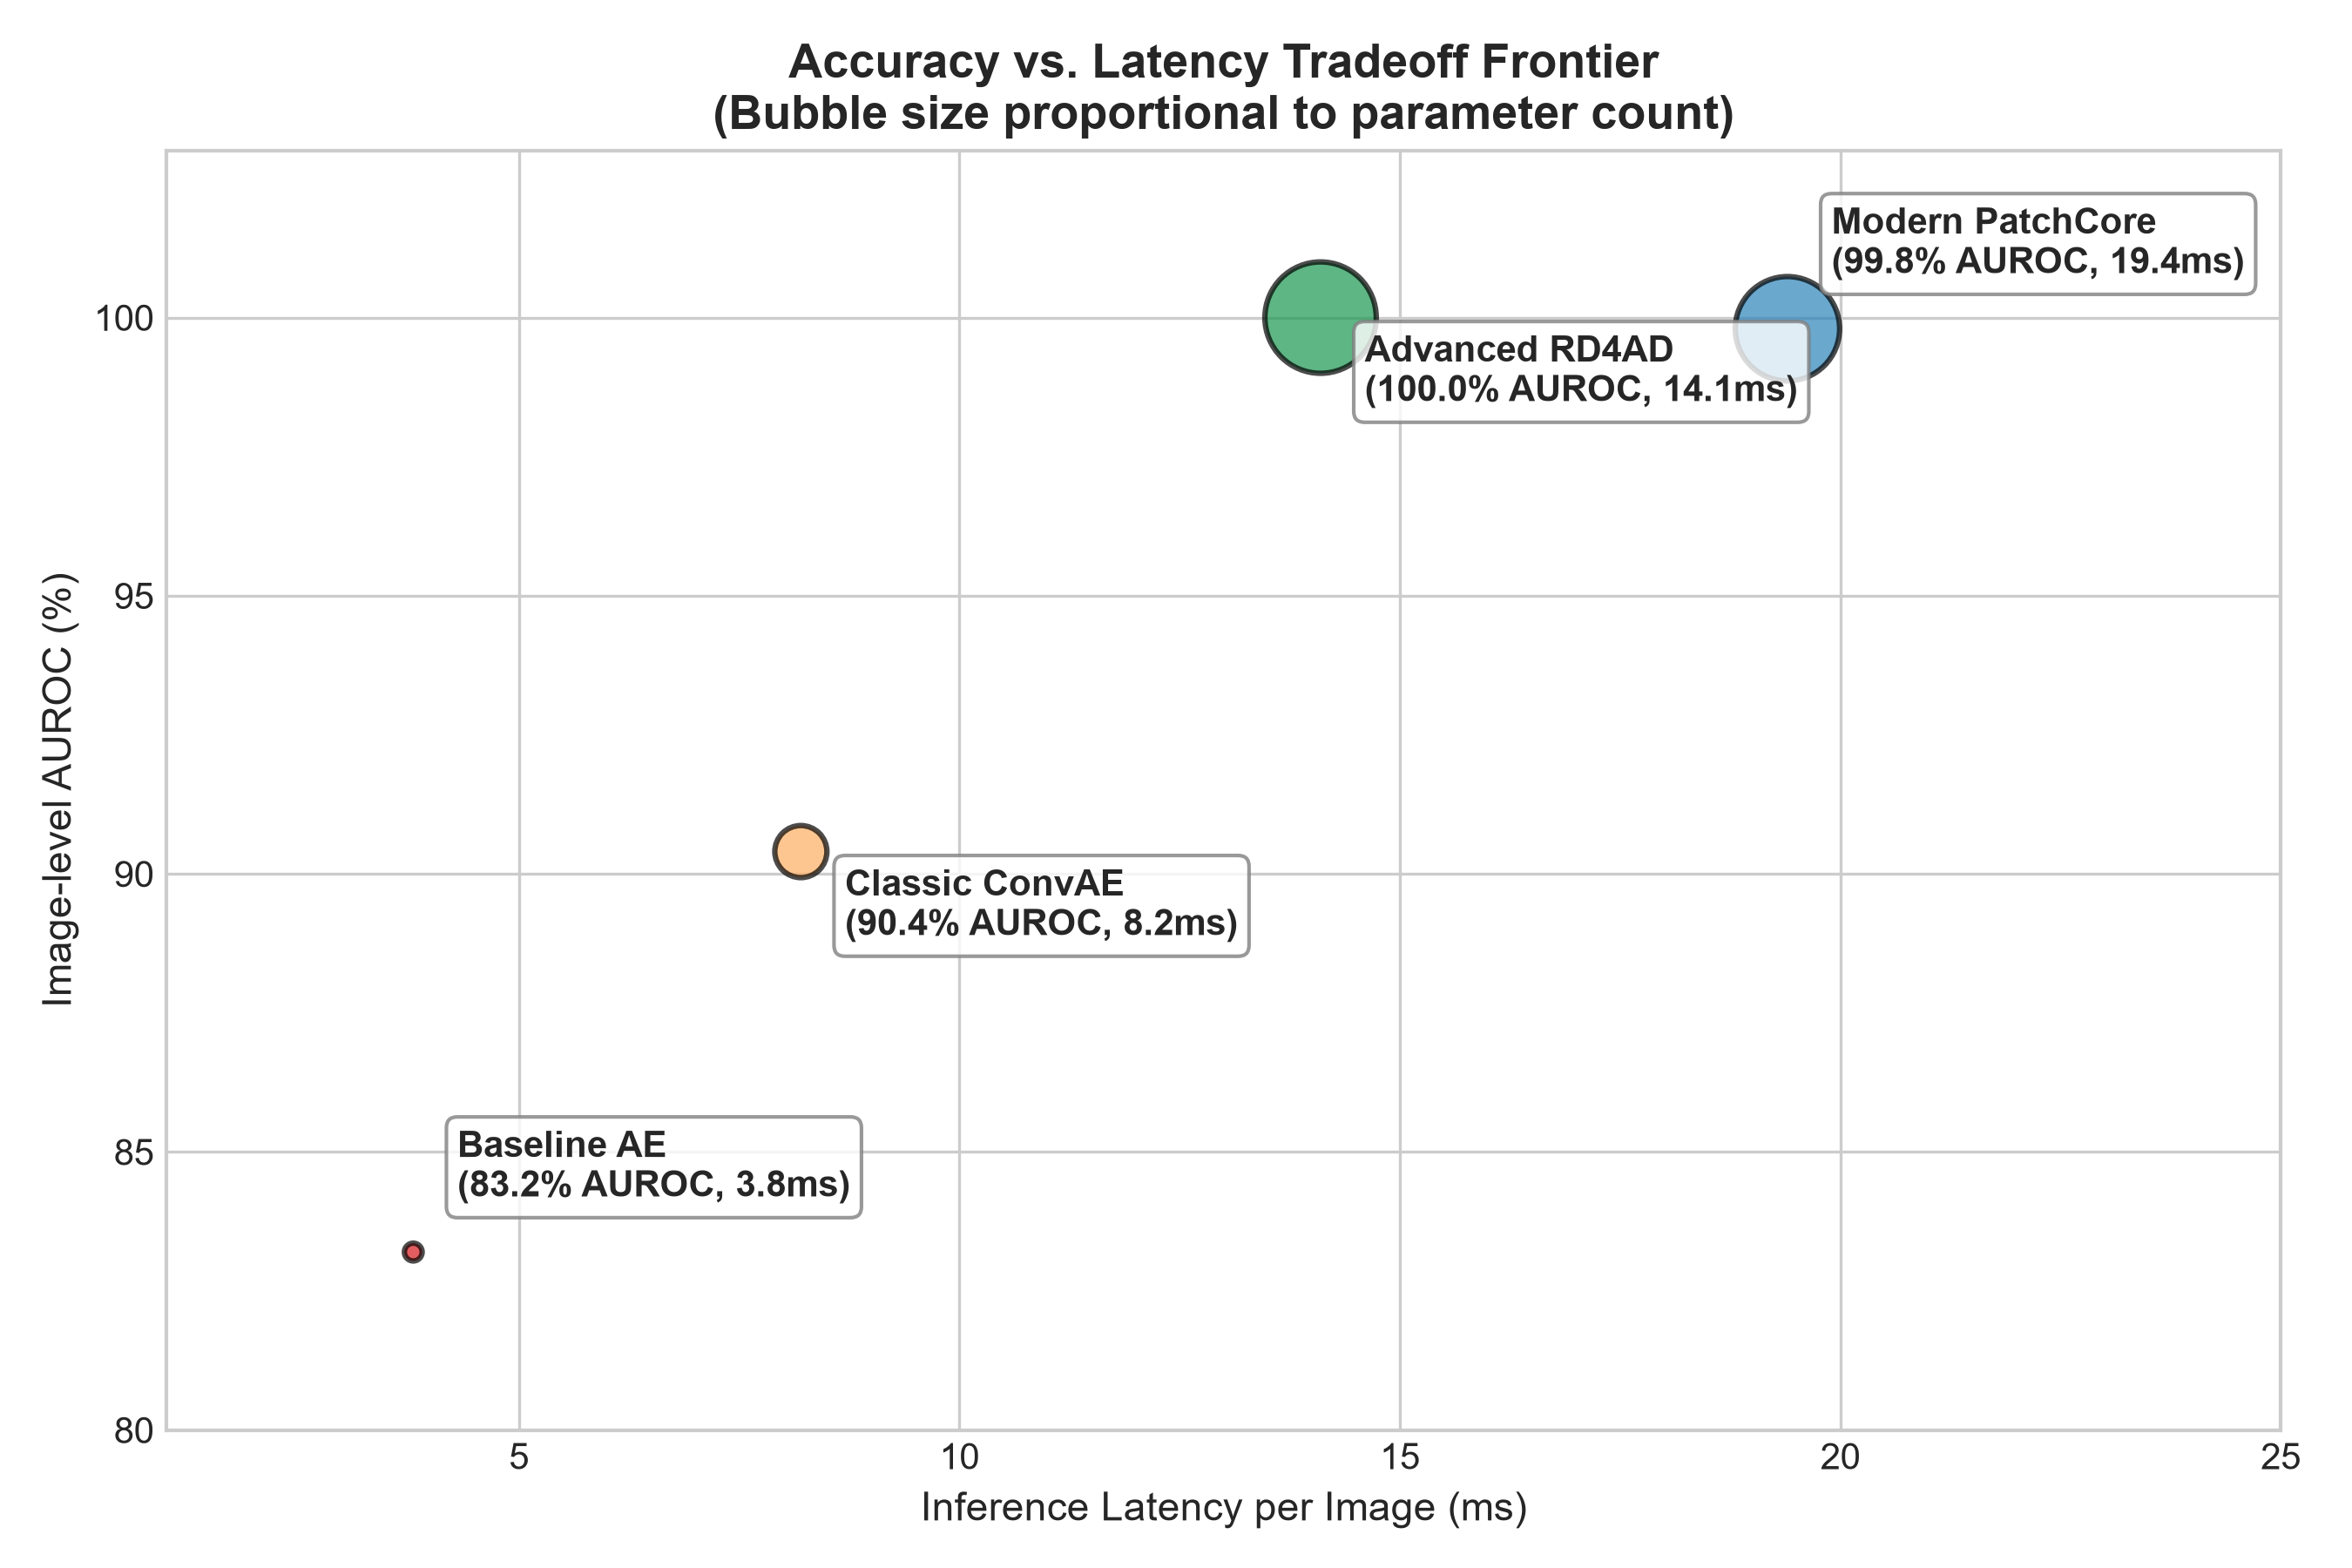 Accuracy vs. Latency Tradeoff Frontier
(Bubble size proportional to parameter count)
Modern PatchCore
(99.8% AUROC, 19.4ms)
Advanced RD4AD
(100.0% AUROC, 14.1ms)
Classic ConvAE
(90.4% AUROC, 8.2ms)
Baseline AE
(83.2% AUROC, 3.8ms)
Image-level AUROC (%)
100
95
90
85
80
5
10
15
20
25
Inference Latency per Image (ms)